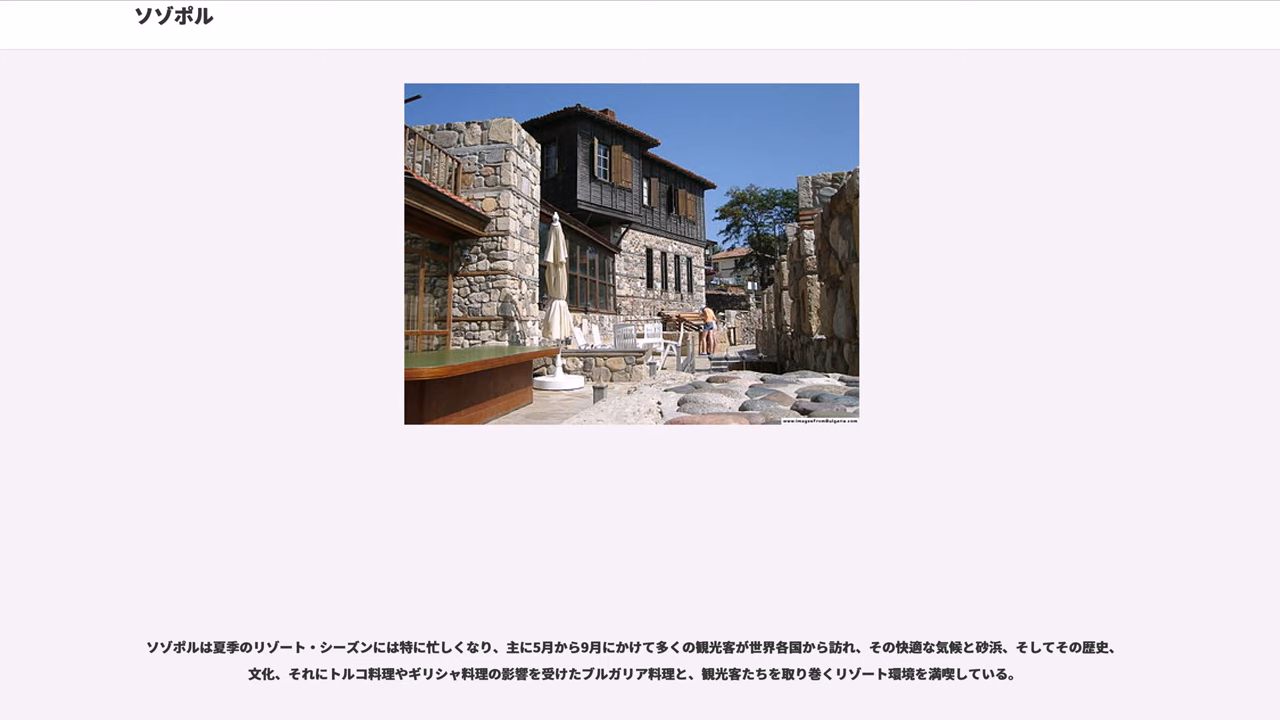 ソゾポル
www.imagesfromBulgaria.com
ソゾポルは夏季のリゾート・シーズンには特に忙しくなり、主に5月から9月にかけて多くの観光客が世界各国から訪れ、その快適な気候と砂浜、そしてその歴史、
文化、それにトルコ料理やギリシャ料理の影響を受けたブルガリア料理と、観光客たちを取り巻くリゾート環境を満喫している。